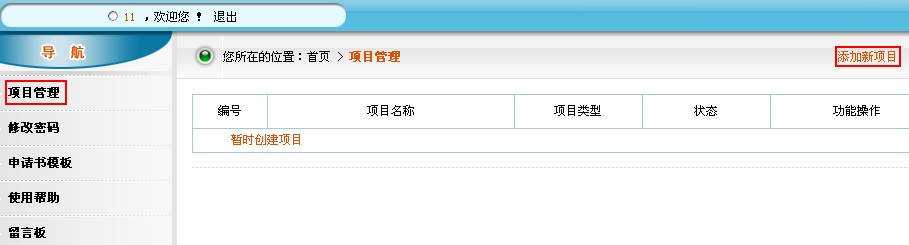 11 ，欢迎您 ！ 退出
导 航
项目管理
修改密码
申请书模板
使用帮助
留言板
您所在的位置：首页 > 项目管理
添加新项目
编号 项目名称 项目类型 状态 功能操作
暂时创建项目